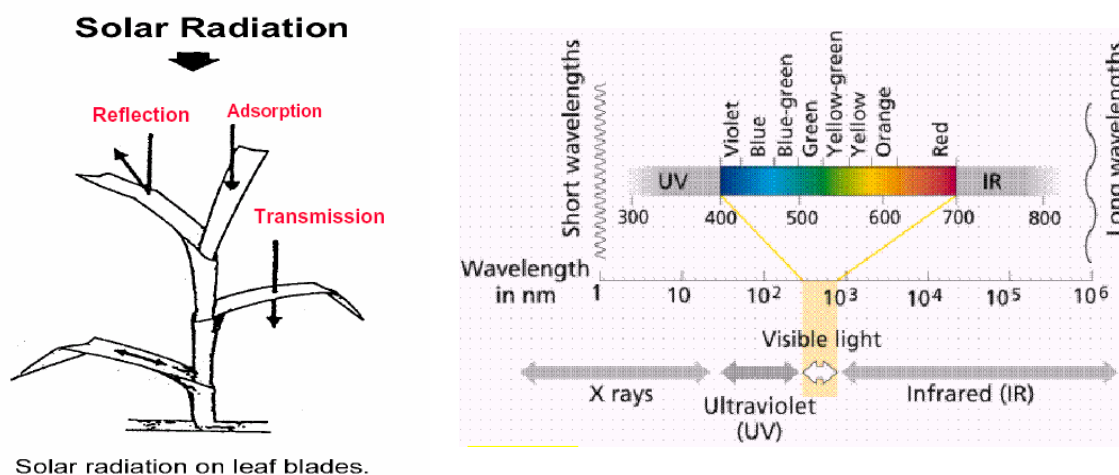 Solar Radiation
Reflection
Adsorption
Transmission
Solar radiation on leaf blades.
Short wavelengths
Violet
Blue
Blue-green
Green
Yellow-green
Yellow
Orange
Red
Long wavelengths
UV
IR
300 400 500 600 700 800
Wavelength
in nm
1 10 10² 10³ 10⁴ 10⁵ 10⁶
Visible light
X rays
Ultraviolet
(UV)
Infrared (IR)